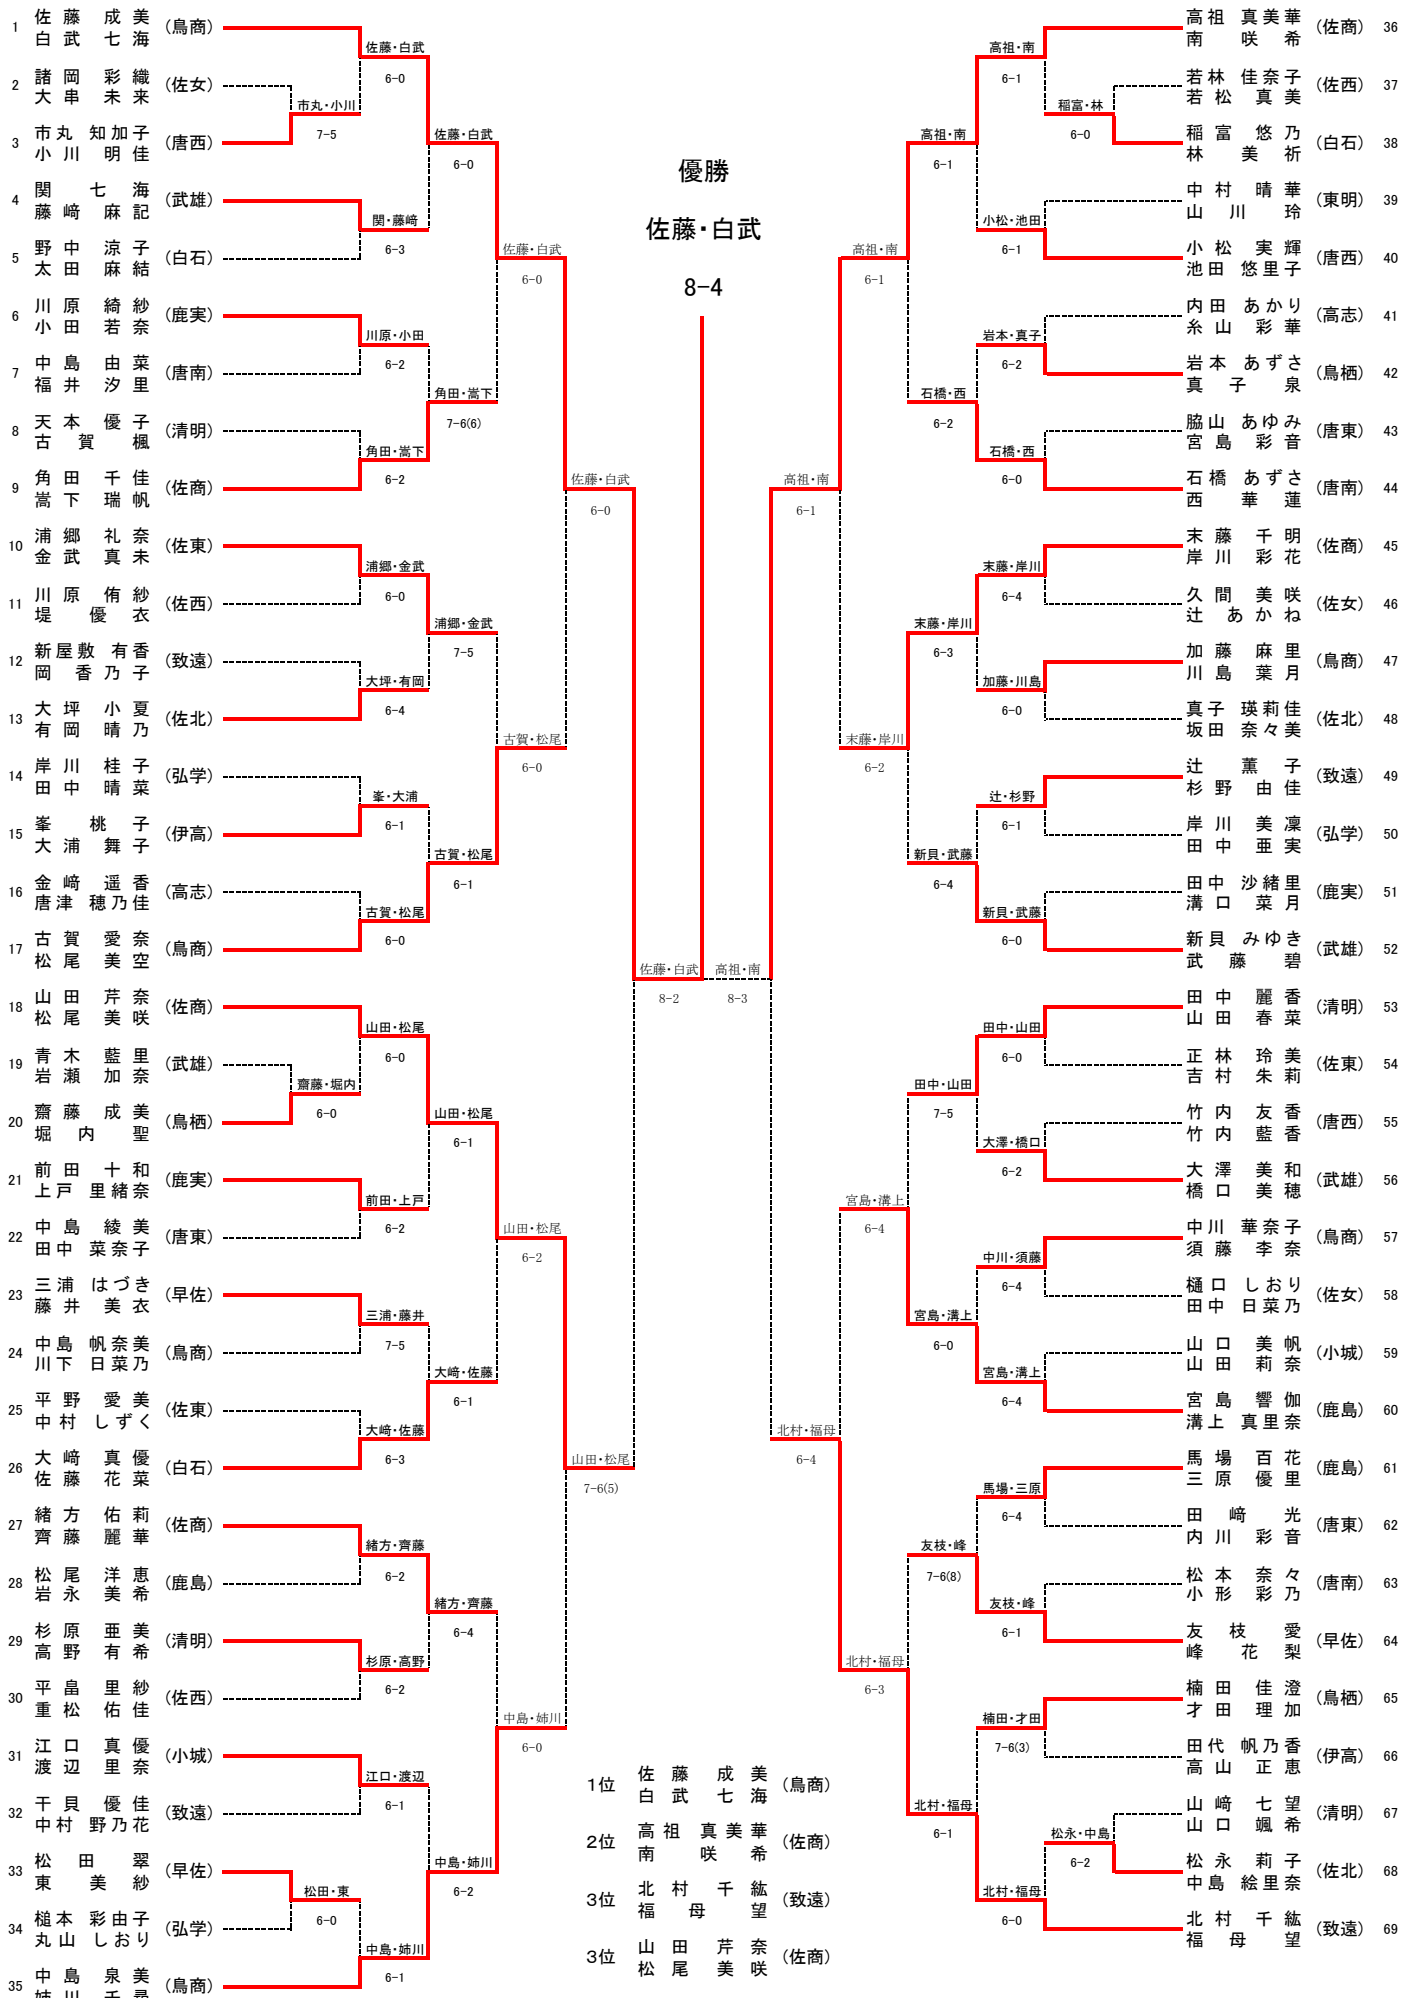 1 佐藤 成美 (鳥商)
白武 七海
2 諸岡 彩織 (佐女)
大串 未来
3 市丸 知加子 (唐西)
小川 明佳
4 関 七海 (武雄)
藤﨑 麻記
5 野中 涼子 (白石)
太田 麻結
6 川原 綺紗 (鹿実)
小田 若奈
7 中島 由菜 (唐南)
福井 汐里
8 天本 優子 (清明)
古賀 楓
9 角田 千佳 (佐商)
嵩下 瑞帆
10 浦郷 礼奈 (佐東)
金武 真未
11 川原 侑紗 (佐西)
堤 優衣
12 新屋敷 有香 (致遠)
岡 香乃子
13 大坪 小夏 (佐北)
有岡 晴乃
14 岸川 桂子 (弘学)
田中 晴菜
15 峯 桃子 (伊高)
大浦 舞子
16 金﨑 遥香 (高志)
唐津 穂乃佳
17 古賀 愛奈 (鳥商)
松尾 美空
18 山田 芹奈 (佐商)
松尾 美咲
19 青木 藍里 (武雄)
岩瀬 加奈
20 齋藤 成美 (鳥栖)
堀内 聖
21 前田 十和 (鹿実)
上戸 里緒奈
22 中島 綾美 (唐東)
田中 菜奈子
23 三浦 はづき (早佐)
藤井 美衣
24 中島 帆奈美 (鳥商)
川下 日菜乃
25 平野 愛美 (佐東)
中村 しずく
26 大﨑 真優 (白石)
佐藤 花菜
27 緒方 佑莉 (佐商)
齊藤 麗華
28 松尾 洋恵 (鹿島)
岩永 美希
29 杉原 亜美 (清明)
高野 有希
30 平畠 里紗 (佐西)
重松 佑佳
31 江口 真優 (小城)
渡辺 里奈
32 干貝 優佳 (致遠)
中村 野乃花
33 松田 翠 (早佐)
東 美紗
34 槌本 彩由子 (弘学)
丸山 しおり
35 中島 泉美 (鳥商)
姉川 千尋
市丸・小川
7-5
齋藤・堀内
6-0
松田・東
6-0
佐藤・白武
6-0
関・藤﨑
6-3
川原・小田
6-2
角田・嵩下
6-2
浦郷・金武
6-0
大坪・有岡
6-4
峯・大浦
6-1
古賀・松尾
6-0
山田・松尾
6-0
前田・上戸
6-2
三浦・藤井
7-5
大﨑・佐藤
6-3
緒方・齊藤
6-2
杉原・高野
6-2
江口・渡辺
6-1
中島・姉川
6-1
佐藤・白武
6-0
角田・嵩下
7-6(6)
浦郷・金武
7-5
古賀・松尾
6-1
山田・松尾
6-1
大﨑・佐藤
6-1
緒方・齊藤
6-4
中島・姉川
6-2
佐藤・白武
6-0
古賀・松尾
6-0
山田・松尾
6-2
中島・姉川
6-0
佐藤・白武
6-0
山田・松尾
7-6(5)
佐藤・白武
8-2
優勝
佐藤・白武
8-4
高祖・南
8-3
高祖・南
6-1
北村・福母
6-4
高祖・南
6-1
末藤・岸川
6-2
宮島・溝上
6-4
北村・福母
6-3
高祖・南
6-1
石橋・西
6-2
末藤・岸川
6-3
新貝・武藤
6-4
田中・山田
7-5
宮島・溝上
6-0
友枝・峰
7-6(8)
北村・福母
6-1
高祖・南
6-1
小松・池田
6-1
岩本・真子
6-2
石橋・西
6-0
末藤・岸川
6-4
加藤・川島
6-0
辻・杉野
6-1
新貝・武藤
6-0
田中・山田
6-0
大澤・橋口
6-2
中川・須藤
6-4
宮島・溝上
6-4
馬場・三原
6-4
友枝・峰
6-1
楠田・才田
7-6(3)
北村・福母
6-0
稲富・林
6-0
松永・中島
6-2
高祖 真美華 (佐商) 36
南 咲希
若林 佳奈子 (佐西) 37
若松 真美
稲富 悠乃 (白石) 38
林 美祈
中村 晴華 (東明) 39
山川 玲
小松 実輝 (唐西) 40
池田 悠里子
内田 あかり (高志) 41
糸山 彩華
岩本 あずさ (鳥栖) 42
真子 泉
脇山 あゆみ (唐東) 43
宮島 彩音
石橋 あずさ (唐南) 44
西 華蓮
末藤 千明 (佐商) 45
岸川 彩花
久間 美咲 (佐女) 46
辻 あかね
加藤 麻里 (鳥商) 47
川島 葉月
真子 瑛莉佳 (佐北) 48
坂田 奈々美
辻 薫子 (致遠) 49
杉野 由佳
岸川 美凜 (弘学) 50
田中 亜実
田中 沙緒里 (鹿実) 51
溝口 菜月
新貝 みゆき (武雄) 52
武藤 碧
田中 麗香 (清明) 53
山田 春菜
正林 玲美 (佐東) 54
吉村 朱莉
竹内 友香 (唐西) 55
竹内 藍香
大澤 美和 (武雄) 56
橋口 美穂
中川 華奈子 (鳥商) 57
須藤 李奈
樋口 しおり (佐女) 58
田中 日菜乃
山口 美帆 (小城) 59
山田 莉奈
宮島 響伽 (鹿島) 60
溝上 真里奈
馬場 百花 (鹿島) 61
三原 優里
田﨑 光 (唐東) 62
内川 彩音
松本 奈々 (唐南) 63
小形 彩乃
友枝 愛 (早佐) 64
峰 花梨
楠田 佳澄 (鳥栖) 65
才田 理加
田代 帆乃香 (伊高) 66
高山 正恵
山﨑 七望 (清明) 67
山口 颯希
松永 莉子 (佐北) 68
中島 絵里奈
北村 千紘 (致遠) 69
福母 望
1位 佐藤 成美 (鳥商)
白武 七海
2位 高祖 真美華 (佐商)
南 咲希
3位 北村 千紘 (致遠)
福母 望
3位 山田 芹奈 (佐商)
松尾 美咲